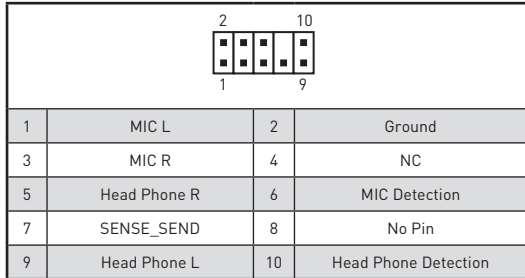 2 10
1 9
1 MIC L 2 Ground
3 MIC R 4 NC
5 Head Phone R 6 MIC Detection
7 SENSE_SEND 8 No Pin
9 Head Phone L 10 Head Phone Detection